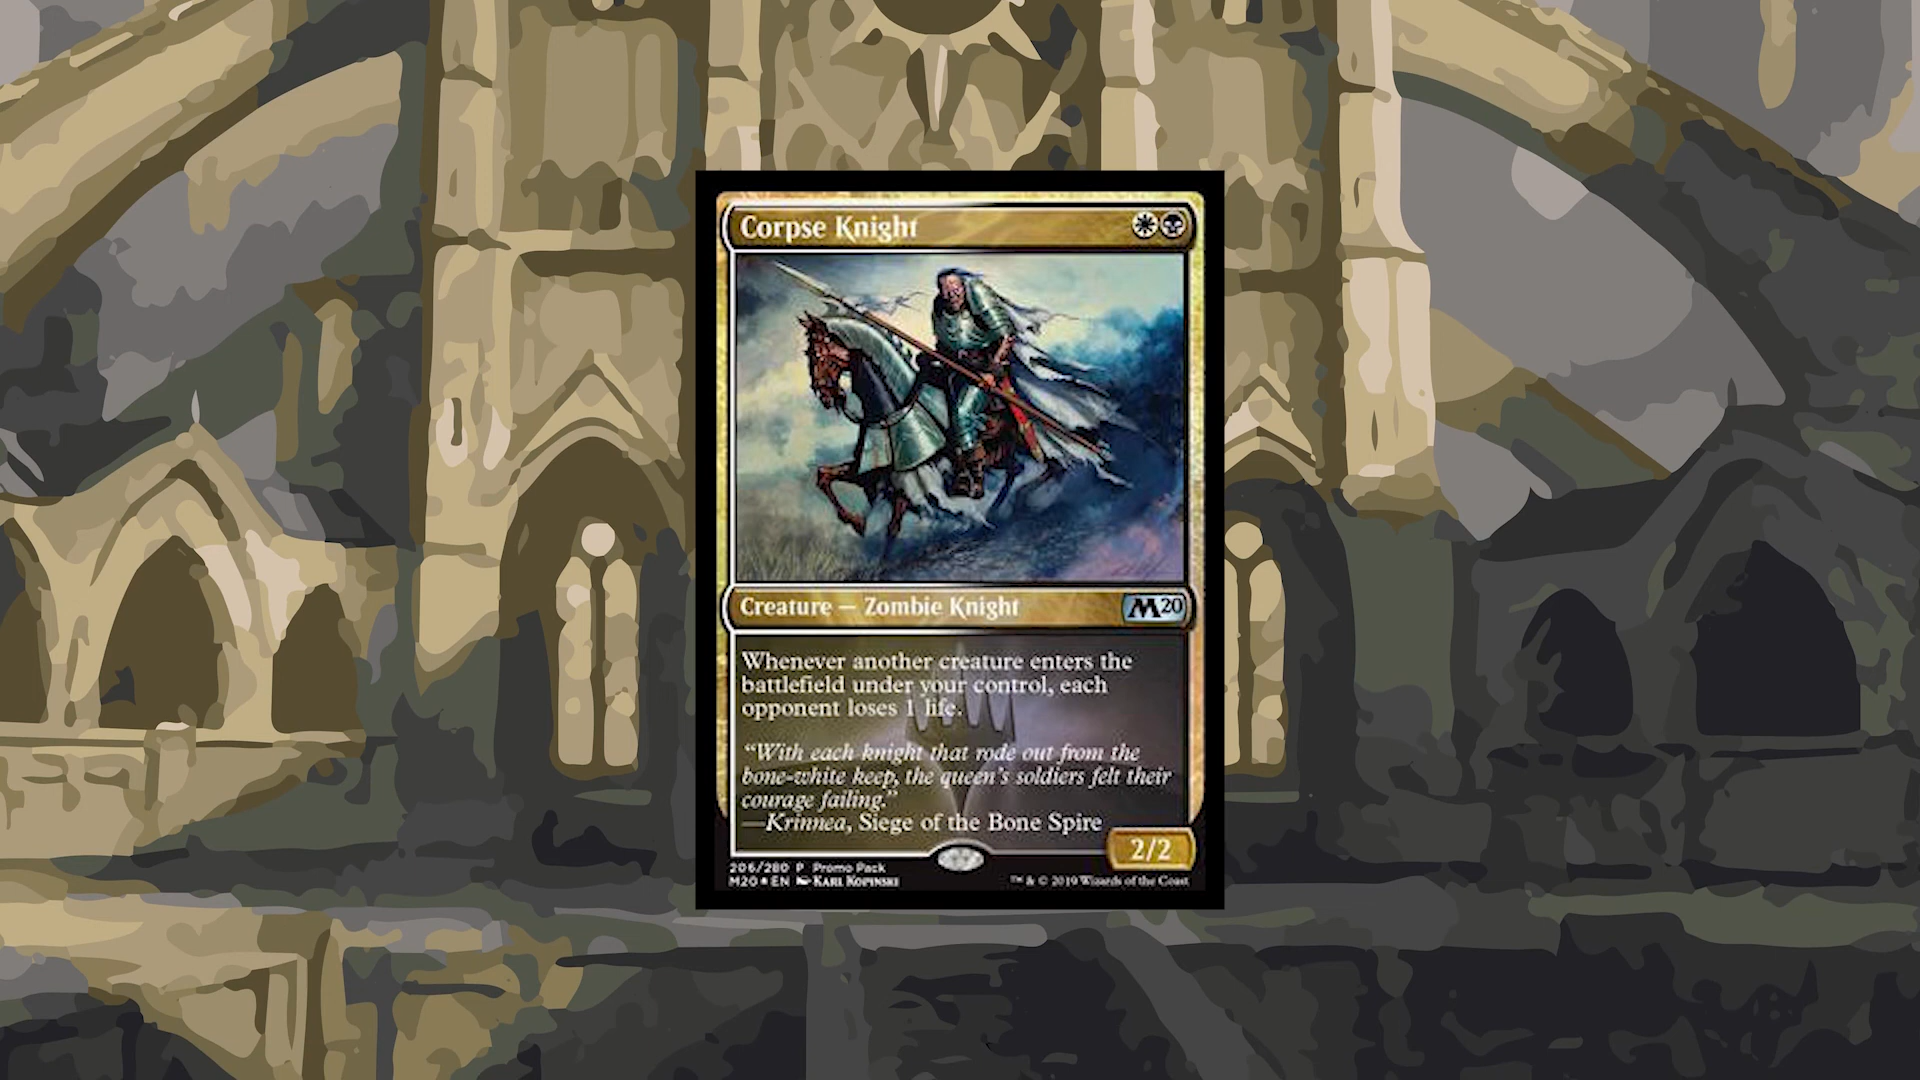 Corpse Knight
Creature — Zombie Knight
M20
Whenever another creature enters the
battlefield under your control, each
opponent loses 1 life.
“With each knight that rode out from the
bone-white keep, the queen’s soldiers felt their
courage failing.”
—Krinnea, Siege of the Bone Spire
2/2
206/280 P Promo Pack
M20 ★ EN Karl Kopinski
™ & © 2019 Wizards of the Coast